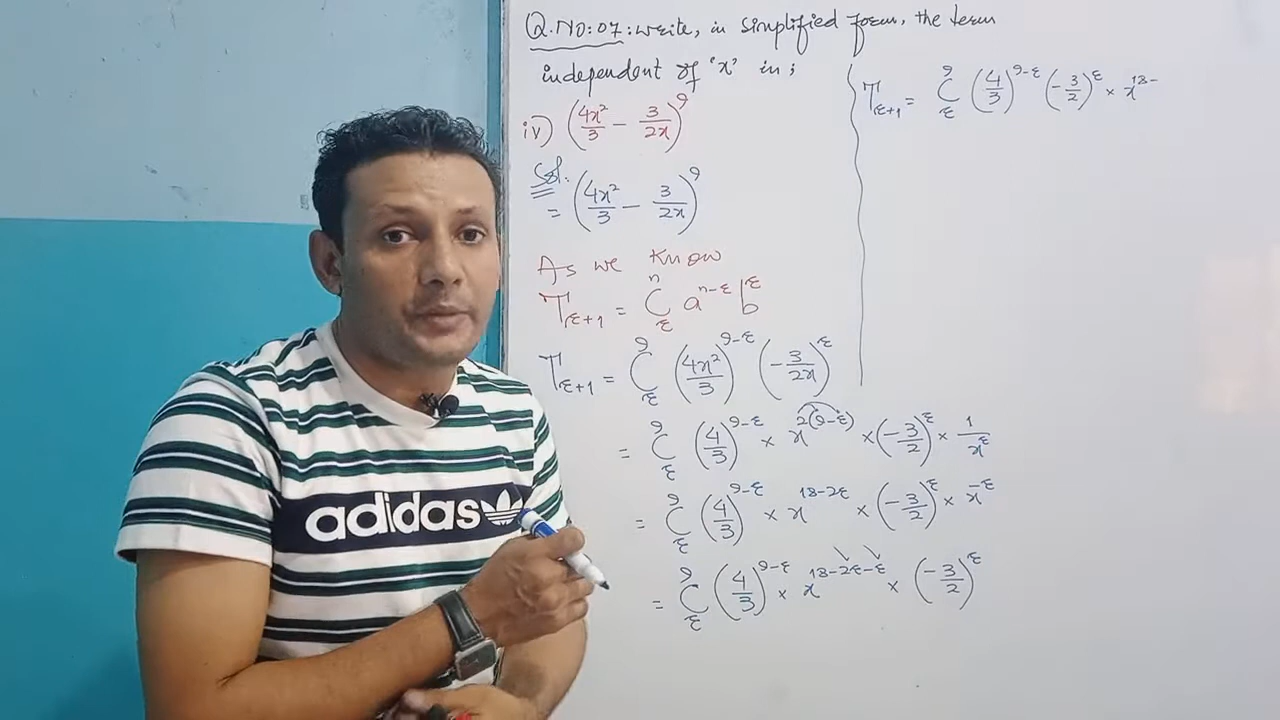 Q.No:07: write, in simplified form, the term
independent of 'x' in;
iv) (4x²/3 - 3/2x)⁹
Sol:
= (4x²/3 - 3/2x)⁹
As we know
T_{r+1} = ⁿC_r a^{n-r} b^r
T_{r+1} = ⁹C_r (4x²/3)^{9-r} (-3/2x)^r
= ⁹C_r (4/3)^{9-r} × x^{2(9-r)} × (-3/2)^r × 1/x^r
= ⁹C_r (4/3)^{9-r} × x^{18-2r} × (-3/2)^r × x^{-r}
= ⁹C_r (4/3)^{9-r} × x^{18-2r-r} × (-3/2)^r
T_{r+1} = ⁹C_r (4/3)^{9-r} (-3/2)^r × x^{18-
adidas